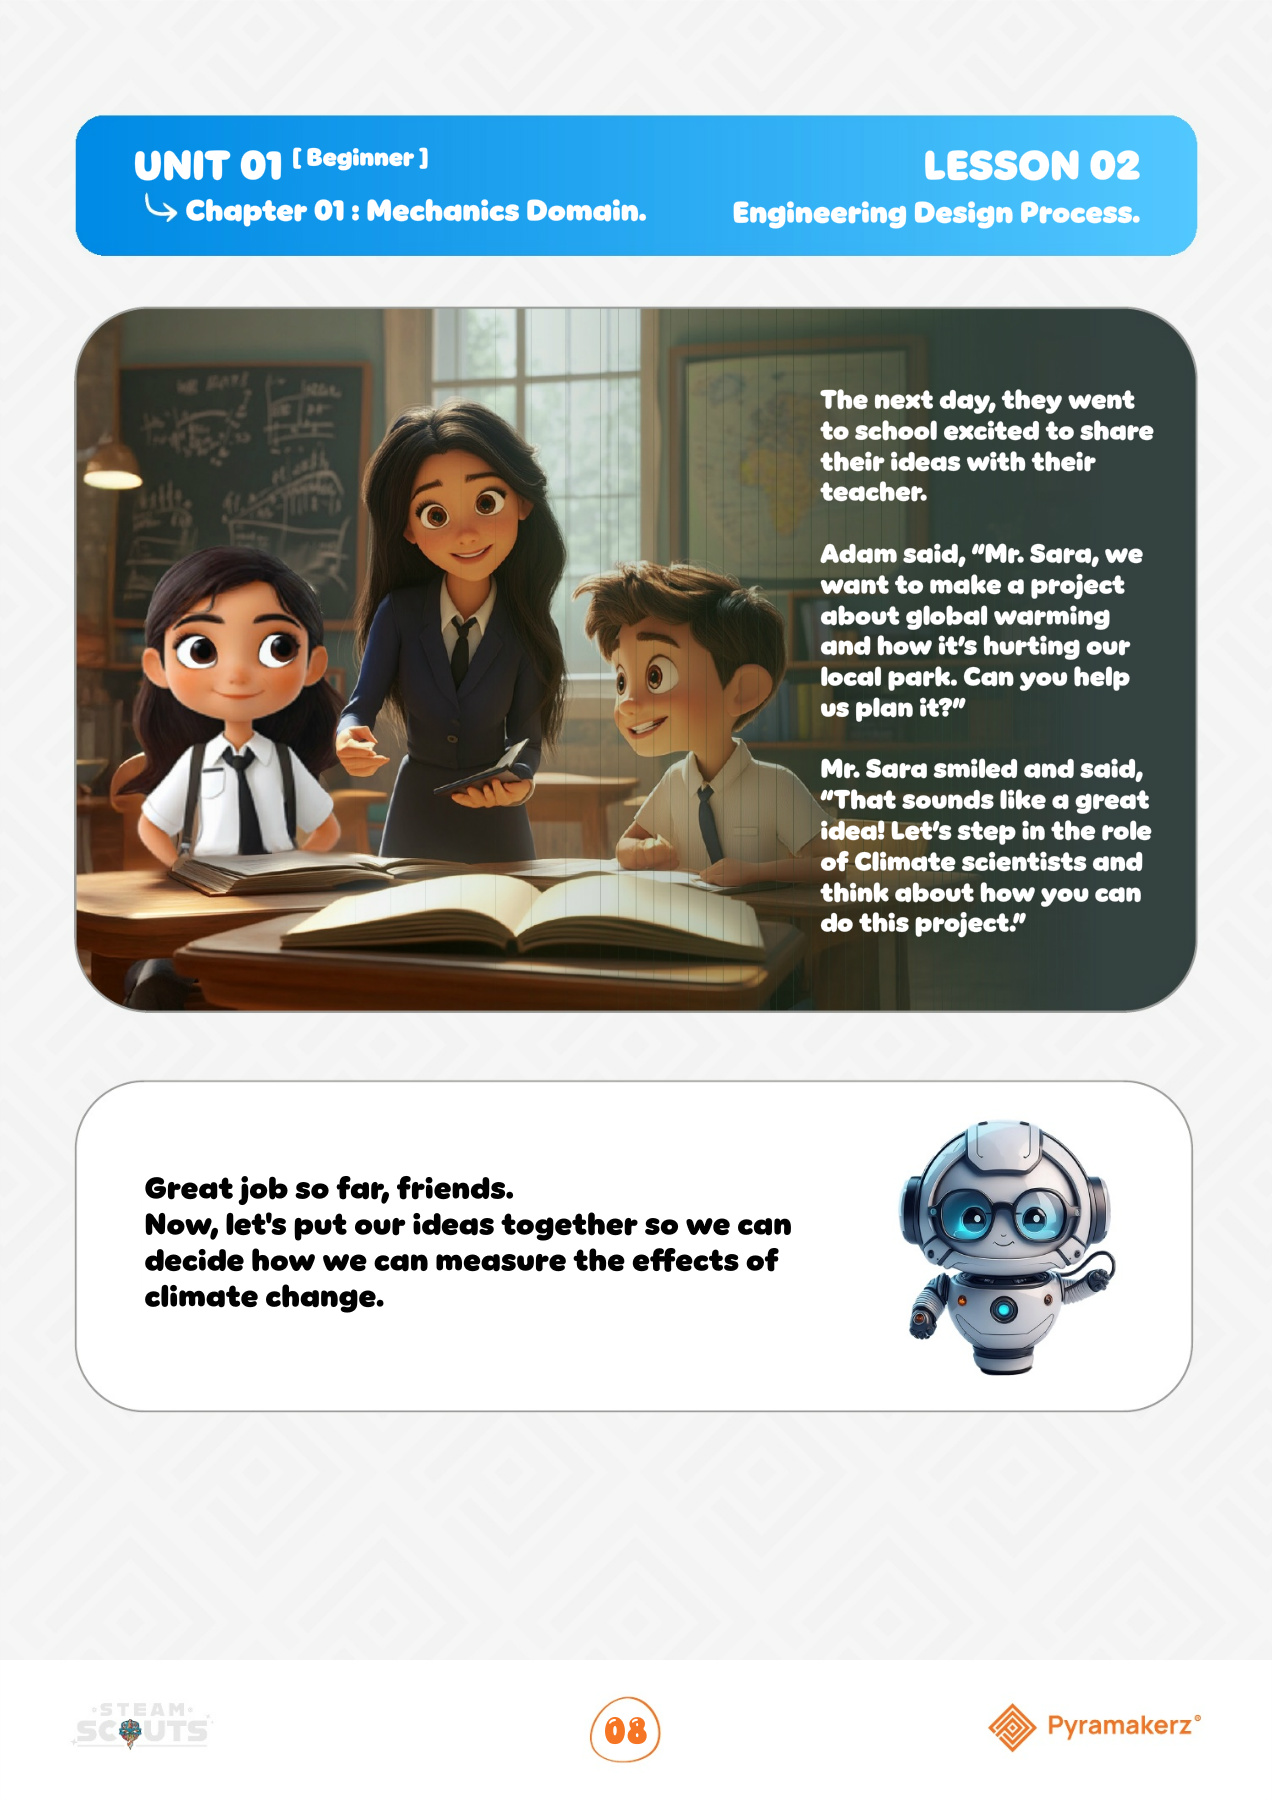 UNIT 01 [ Beginner ]
Chapter 01 : Mechanics Domain.
LESSON 02
Engineering Design Process.
The next day, they went
to school excited to share
their ideas with their
teacher.
Adam said, “Mr. Sara, we
want to make a project
about global warming
and how it’s hurting our
local park. Can you help
us plan it?”
Mr. Sara smiled and said,
“That sounds like a great
idea! Let’s step in the role
of Climate scientists and
think about how you can
do this project.”
Great job so far, friends.
Now, let's put our ideas together so we can
decide how we can measure the effects of
climate change.
STEAM
SCOUTS
08
Pyramakerz®